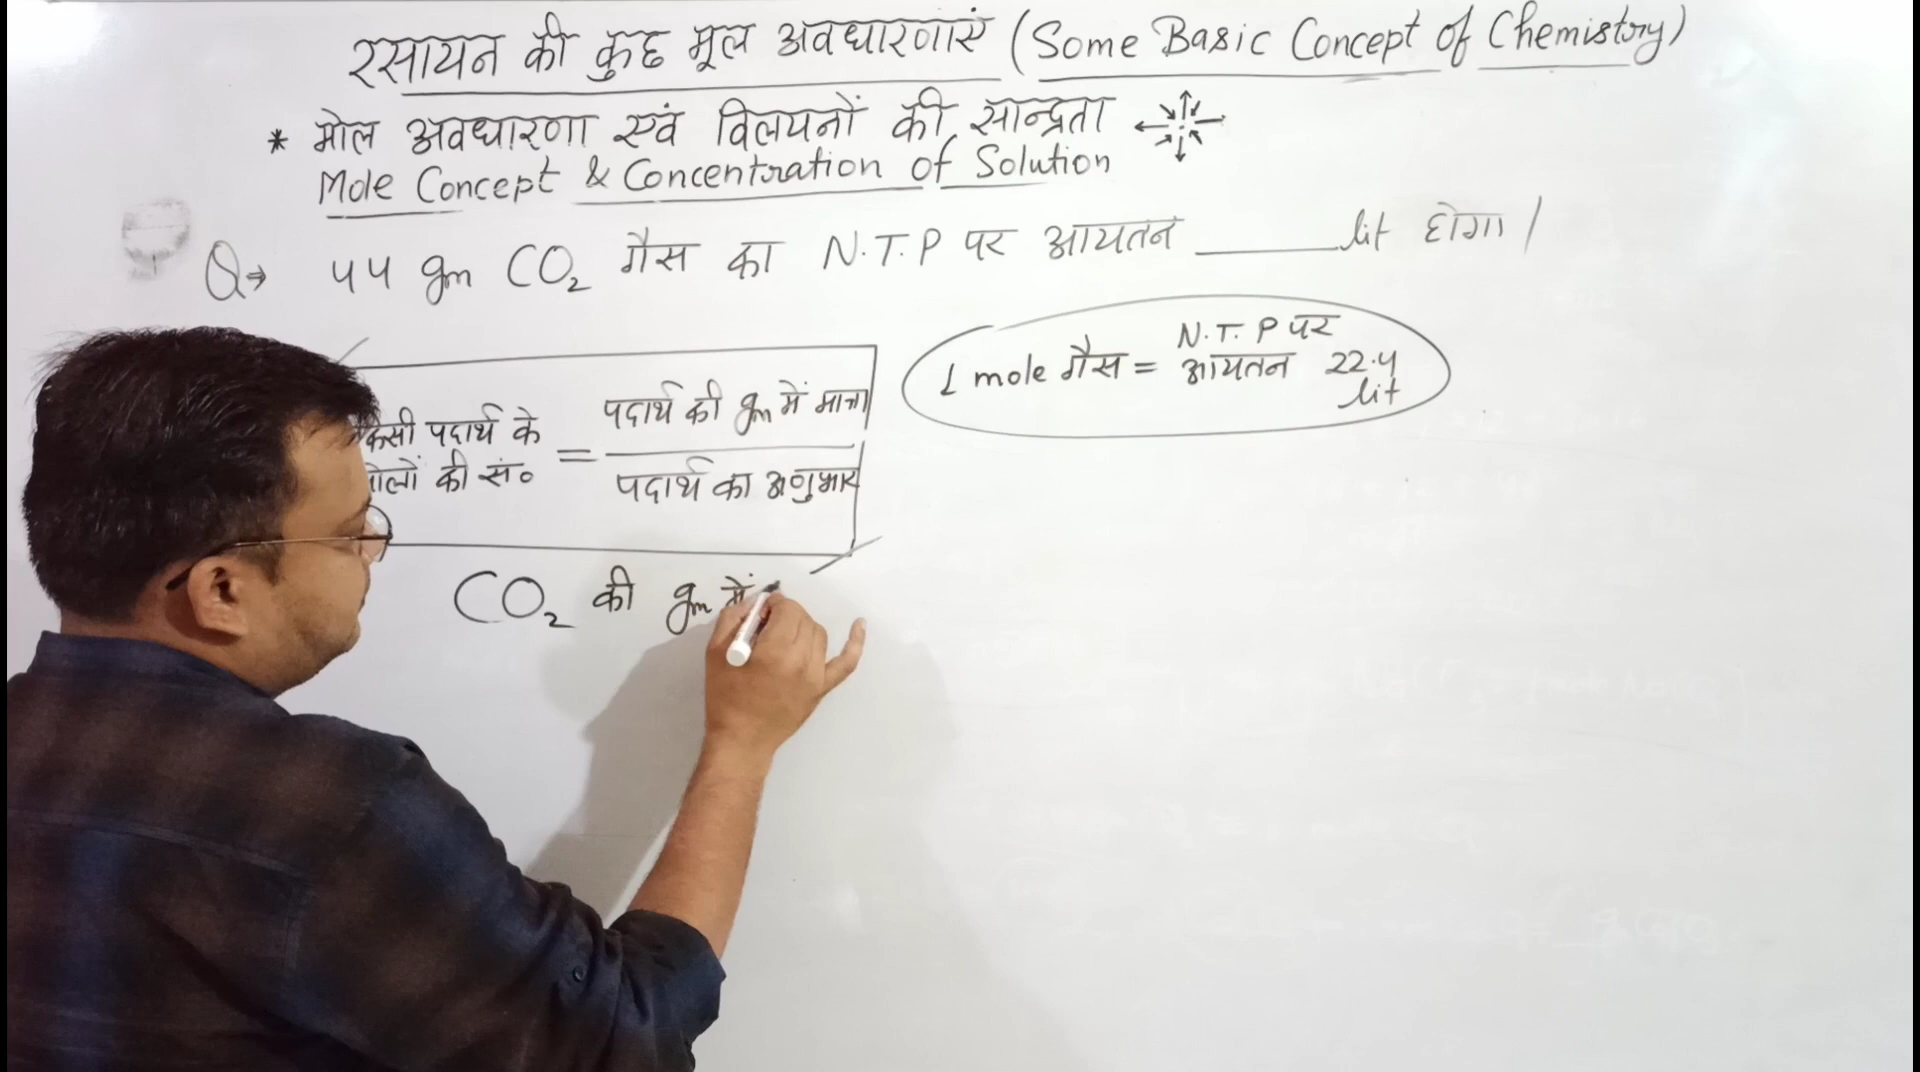 रसायन की कुछ मूल अवधारणाएं (Some Basic Concept of Chemistry)
* मोल अवधारणा एवं विलयनों की सान्द्रता
Mole Concept & Concentration of Solution
Q→ 44 gm CO₂ गैस का N.T.P पर आयतन ______ lit होगा।
N.T.P पर
1 mole गैस = आयतन 22.4
lit
किसी पदार्थ के मोलों की सं० = पदार्थ की gm में मात्रा
पदार्थ का अणुभार
CO₂ की gm में